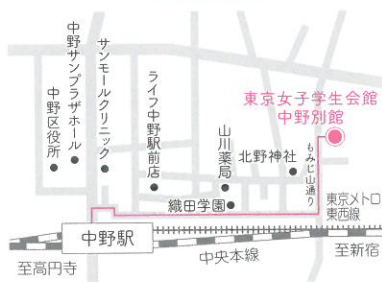 東京女子学生会館
中野別館
中野サンプラザホール
中野区役所
サンモールクリニック
ライフ中野駅前店
山川薬局
北野神社
もみじ山通り
織田学園
東京メトロ
東西線
中野駅
中央本線
至高円寺
至新宿